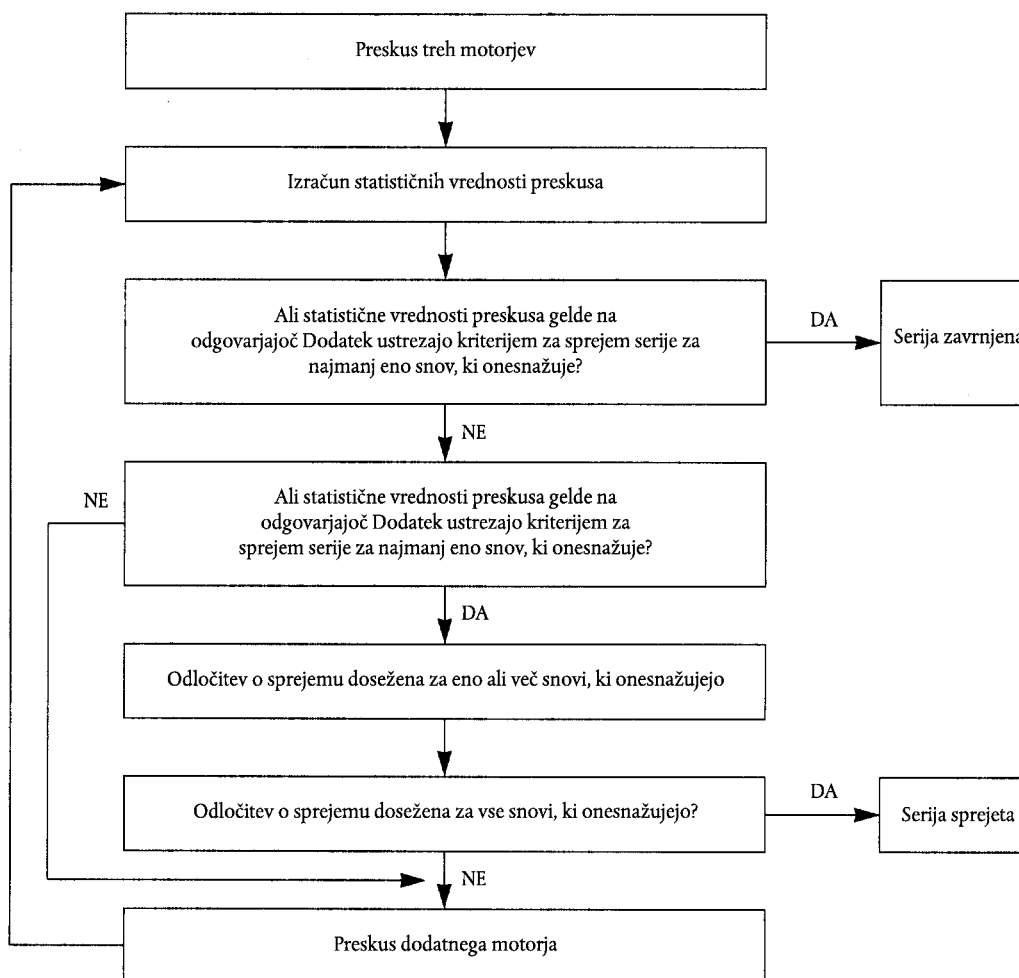 Preskus treh motorjev
Izračun statističnih vrednosti preskusa
Ali statistične vrednosti preskusa gelde na
odgovarjajoč Dodatek ustrezajo kriterijem za sprejem serije za
najmanj eno snov, ki onesnažuje?
DA
Serija zavrnjena
NE
Ali statistične vrednosti preskusa gelde na
odgovarjajoč Dodatek ustrezajo kriterijem za
sprejem serije za najmanj eno snov, ki onesnažuje?
NE
DA
Odločitev o sprejemu dosežena za eno ali več snovi, ki onesnažujejo
Odločitev o sprejemu dosežena za vse snovi, ki onesnažujejo?
DA
Serija sprejeta
NE
Preskus dodatnega motorja